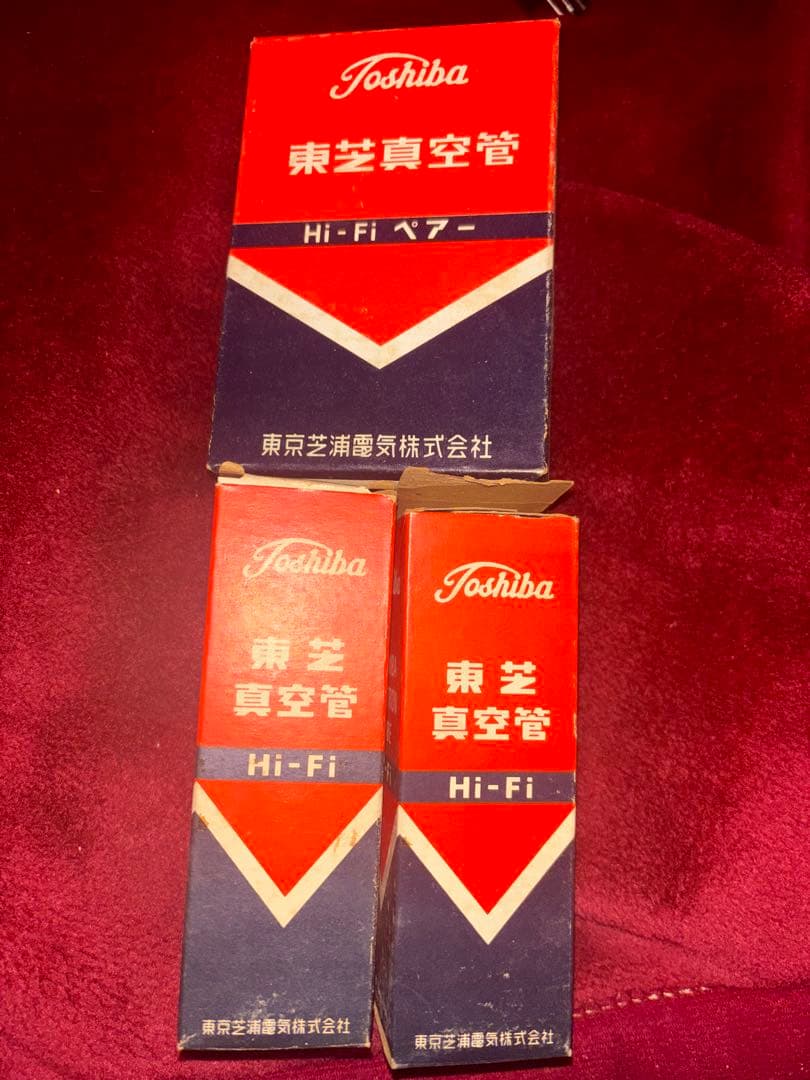 Toshiba
東芝真空管
Hi-Fi ペアー
東京芝浦電気株式会社
Toshiba
東芝
真空管
Hi-Fi
東京芝浦電気株式会社
Toshiba
東芝
真空管
Hi-Fi
東京芝浦電気株式会社